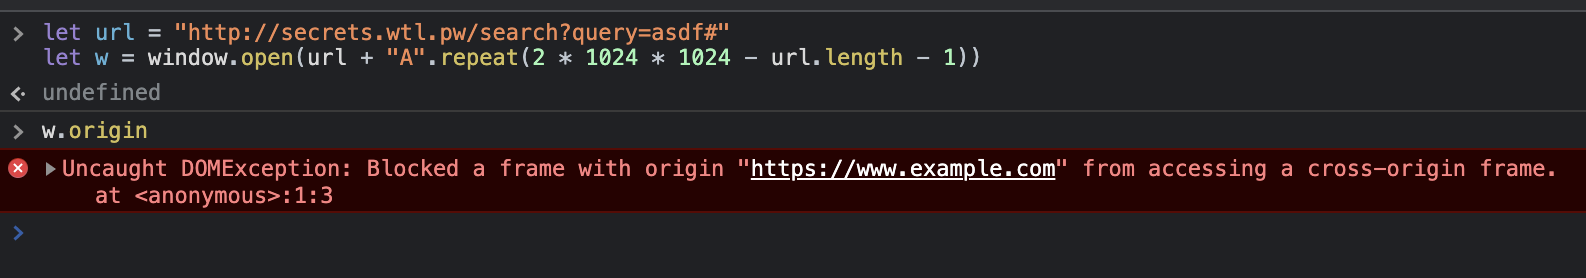 > let url = "http://secrets.wtl.pw/search?query=asdf#"
let w = window.open(url + "A".repeat(2 * 1024 * 1024 - url.length - 1))
undefined
> w.origin
Uncaught DOMException: Blocked a frame with origin "https://www.example.com" from accessing a cross-origin frame.
at <anonymous>:1:3
>